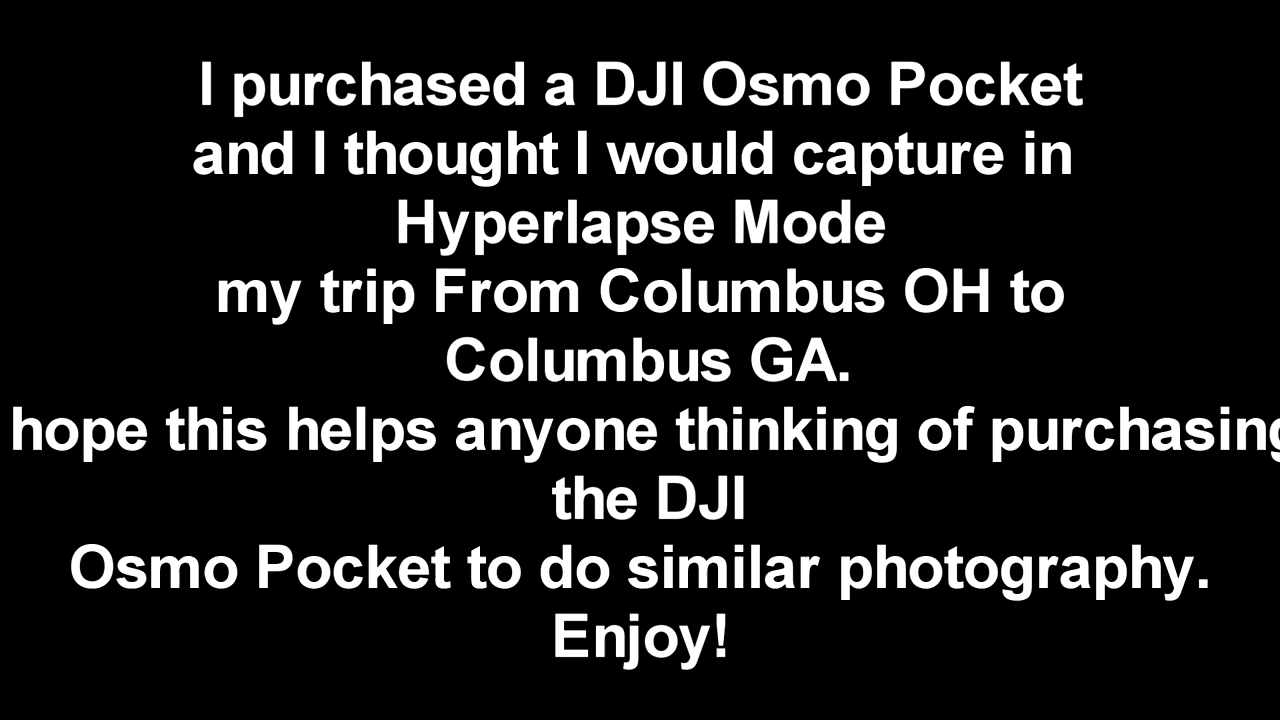 I purchased a DJI Osmo Pocket
and I thought I would capture in
Hyperlapse Mode
my trip From Columbus OH to
Columbus GA.
hope this helps anyone thinking of purchasing
the DJI
Osmo Pocket to do similar photography.
Enjoy!